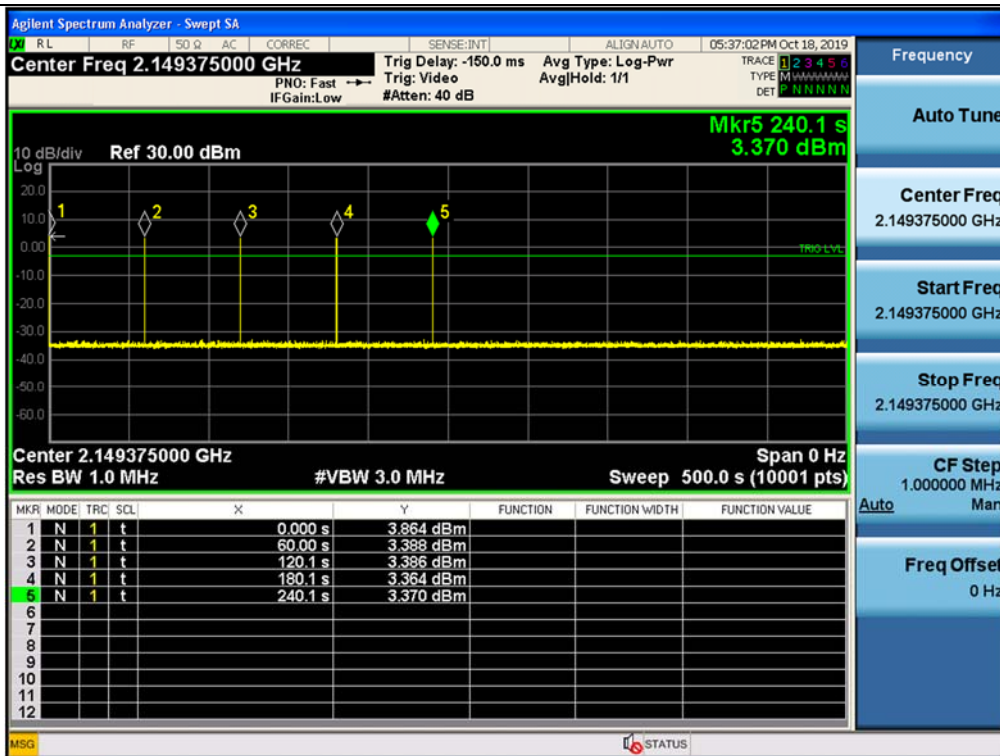 Agilent Spectrum Analyzer - Swept SA
LXI RL RF 50 Ω AC CORREC SENSE:INT ALIGN AUTO 05:37:02 PM Oct 18, 2019
Center Freq 2.149375000 GHz
PNO: Fast
IFGain:Low
Trig Delay: -150.0 ms
Trig: Video
#Atten: 40 dB
Avg Type: Log-Pwr
Avg|Hold: 1/1
TRACE 1 2 3 4 5 6
TYPE M WWWWW
DET P N N N N N
Mkr5 240.1 s
3.370 dBm
10 dB/div Ref 30.00 dBm
Log
20.0
10.0
0.00
-10.0
-20.0
-30.0
-40.0
-50.0
-60.0
1 2 3 4 5
TRIG LVL
Center 2.149375000 GHz Span 0 Hz
Res BW 1.0 MHz #VBW 3.0 MHz Sweep 500.0 s (10001 pts)
MKR MODE TRC SCL X Y FUNCTION FUNCTION WIDTH FUNCTION VALUE
1 N 1 t 0.000 s 3.864 dBm
2 N 1 t 60.00 s 3.388 dBm
3 N 1 t 120.1 s 3.386 dBm
4 N 1 t 180.1 s 3.364 dBm
5 N 1 t 240.1 s 3.370 dBm
6
7
8
9
10
11
12
MSG STATUS
Frequency
Auto Tune
Center Freq
2.149375000 GHz
Start Freq
2.149375000 GHz
Stop Freq
2.149375000 GHz
CF Step
1.000000 MHz
Auto Man
Freq Offset
0 Hz